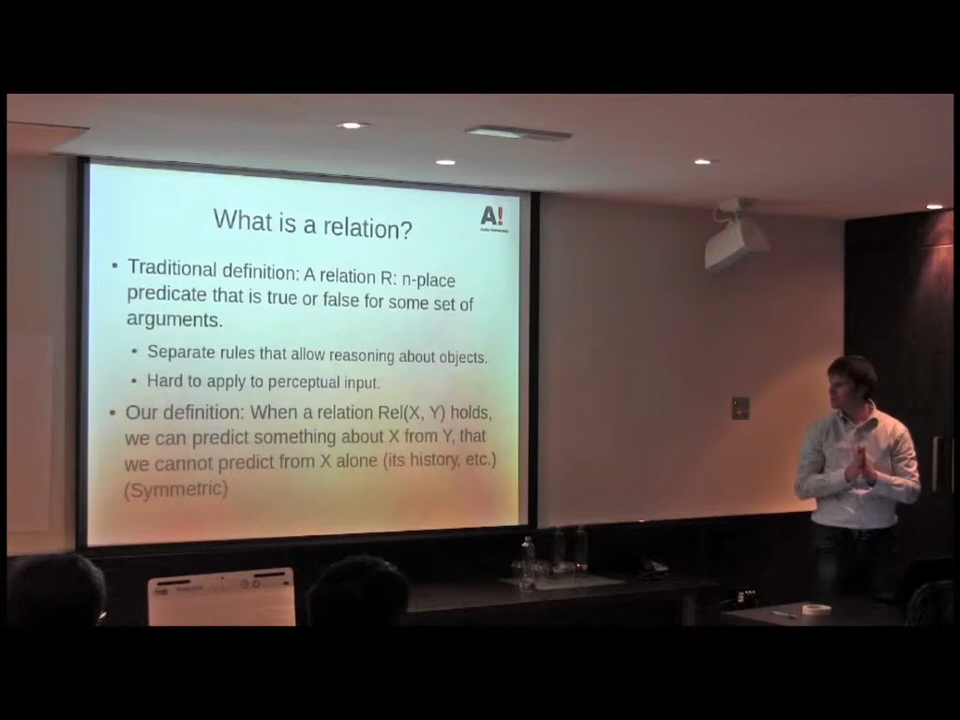 What is a relation?
A!
Aalto University
• Traditional definition: A relation R: n-place
predicate that is true or false for some set of
arguments.
• Separate rules that allow reasoning about objects.
• Hard to apply to perceptual input.
• Our definition: When a relation Rel(X, Y) holds,
we can predict something about X from Y, that
we cannot predict from X alone (its history, etc.)
(Symmetric)